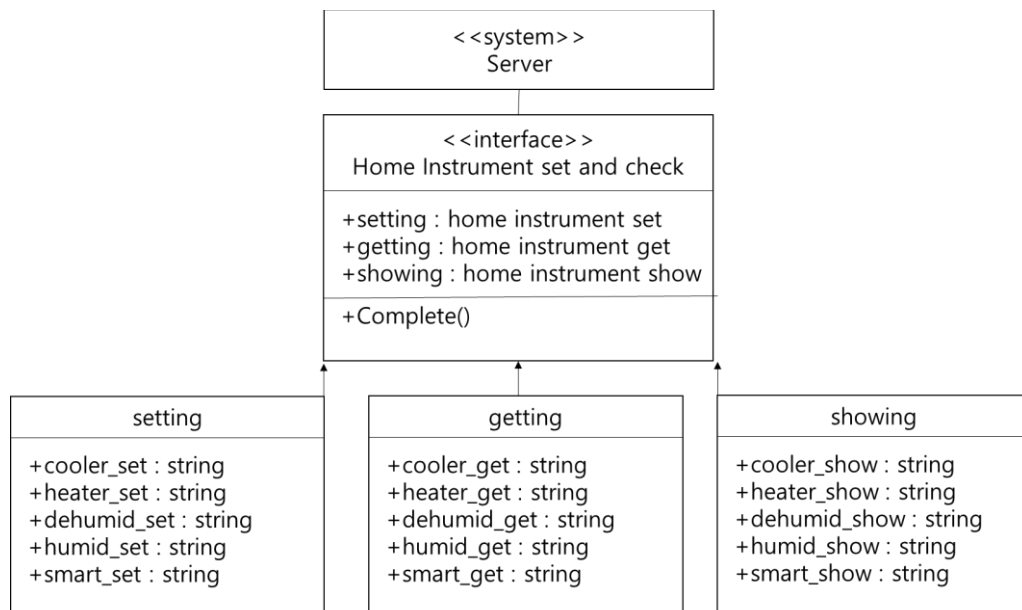 <<system>>
Server
<<interface>>
Home Instrument set and check
+setting : home instrument set
+getting : home instrument get
+showing : home instrument show
+Complete()
setting
+cooler_set : string
+heater_set : string
+dehumid_set : string
+humid_set : string
+smart_set : string
getting
+cooler_get : string
+heater_get : string
+dehumid_get : string
+humid_get : string
+smart_get : string
showing
+cooler_show : string
+heater_show : string
+dehumid_show : string
+humid_show : string
+smart_show : string